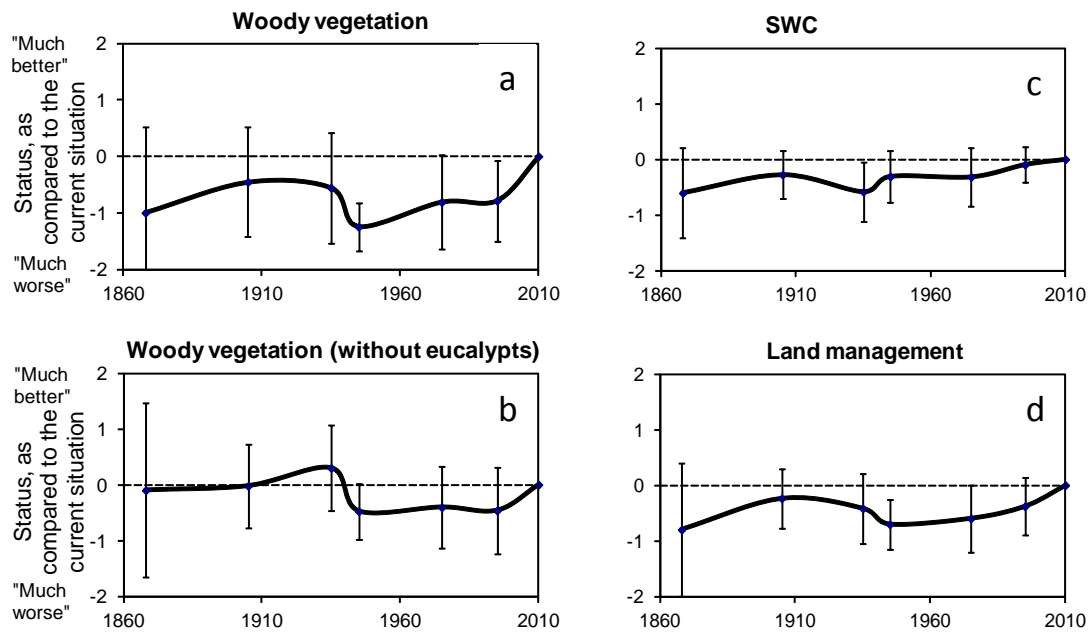 Woody vegetation
"Much
better"
Status, as
compared to the
current situation
"Much
worse"
2
1
0
-1
-2
1860
1910
1960
2010
a
SWC
2
1
0
-1
-2
1860
1910
1960
2010
c
Woody vegetation (without eucalypts)
"Much
better"
Status, as
compared to the
current situation
"Much
worse"
2
1
0
-1
-2
1860
1910
1960
2010
b
Land management
2
1
0
-1
-2
1860
1910
1960
2010
d